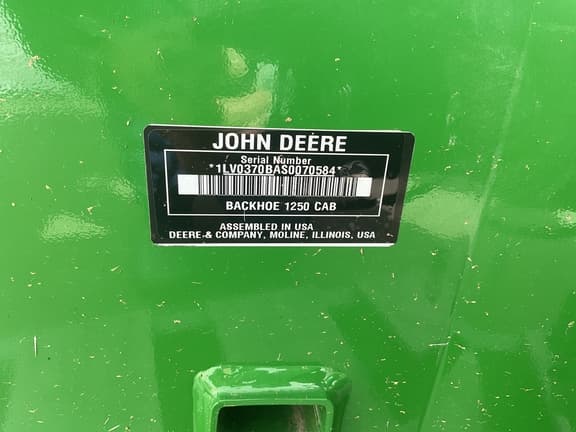 JOHN DEERE
Serial Number
*1LV0370BAS0070584*
BACKHOE 1250 CAB
ASSEMBLED IN USA
DEERE & COMPANY, MOLINE, ILLINOIS, USA